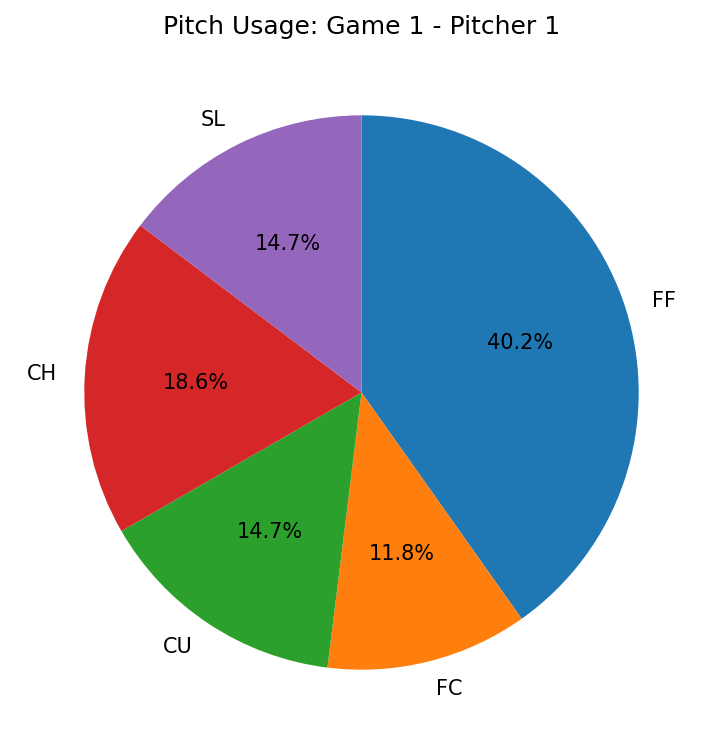 Pitch Usage: Game 1 - Pitcher 1
SL
14.7%
FF
40.2%
CH
18.6%
14.7%
11.8%
CU
FC